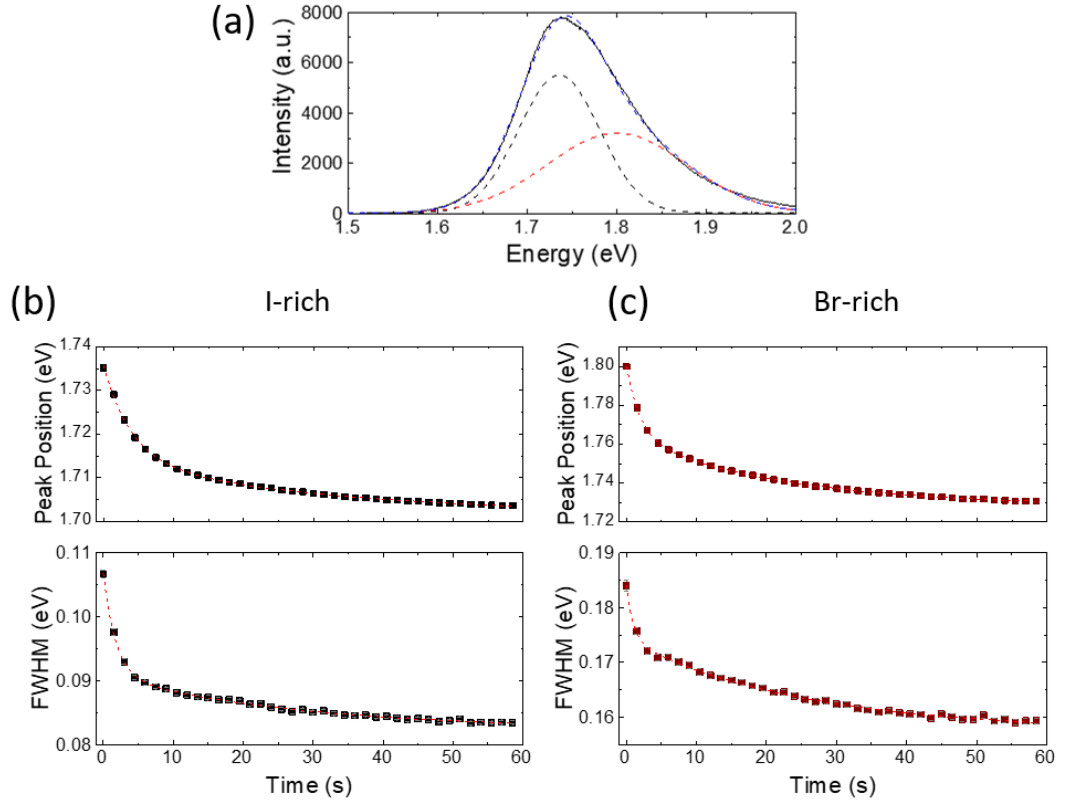 (a)
Intensity (a.u.)
8000
6000
4000
2000
0
1.5 1.6 1.7 1.8 1.9 2.0
Energy (eV)
(b) I-rich
Peak Position (eV)
1.74
1.73
1.72
1.71
1.70
FWHM (eV)
0.11
0.10
0.09
0.08
0 10 20 30 40 50 60
Time (s)
(c) Br-rich
Peak Position (eV)
1.80
1.78
1.76
1.74
1.72
FWHM (eV)
0.19
0.18
0.17
0.16
0 10 20 30 40 50 60
Time (s)